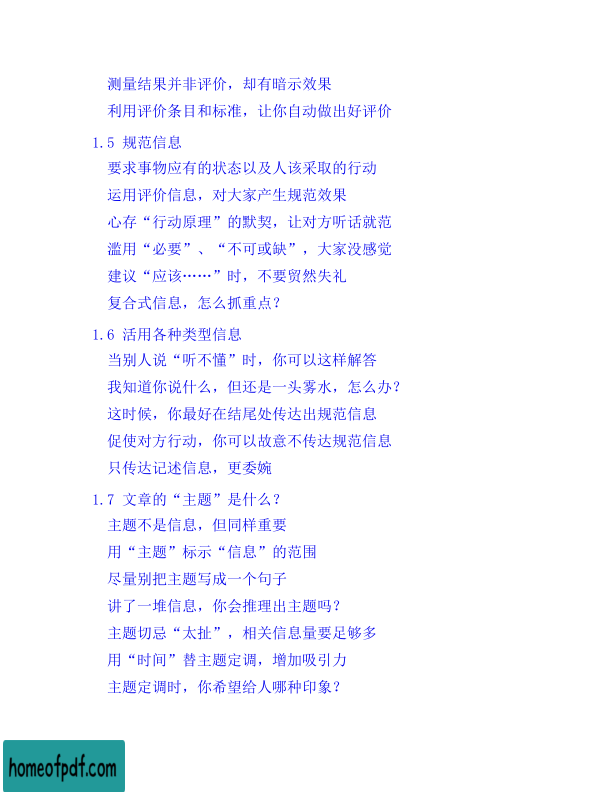 测量结果并非评价，却有暗示效果
利用评价条目和标准，让你自动做出好评价
1.5 规范信息
要求事物应有的状态以及人该采取的行动
运用评价信息，对大家产生规范效果
心存“行动原理”的默契，让对方听话就范
滥用“必要”、“不可或缺”，大家没感觉
建议“应该……”时，不要贸然失礼
复合式信息，怎么抓重点？
1.6 活用各种类型信息
当别人说“听不懂”时，你可以这样解答
我知道你说什么，但还是一头雾水，怎么办？
这时候，你最好在结尾处传达出规范信息
促使对方行动，你可以故意不传达规范信息
只传达记述信息，更委婉
1.7 文章的“主题”是什么？
主题不是信息，但同样重要
用“主题”标示“信息”的范围
尽量别把主题写成一个句子
讲了一堆信息，你会推理出主题吗？
主题切忌“太扯”，相关信息量要足够多
用“时间”替主题定调，增加吸引力
主题定调时，你希望给人哪种印象？
homeofpdf.com